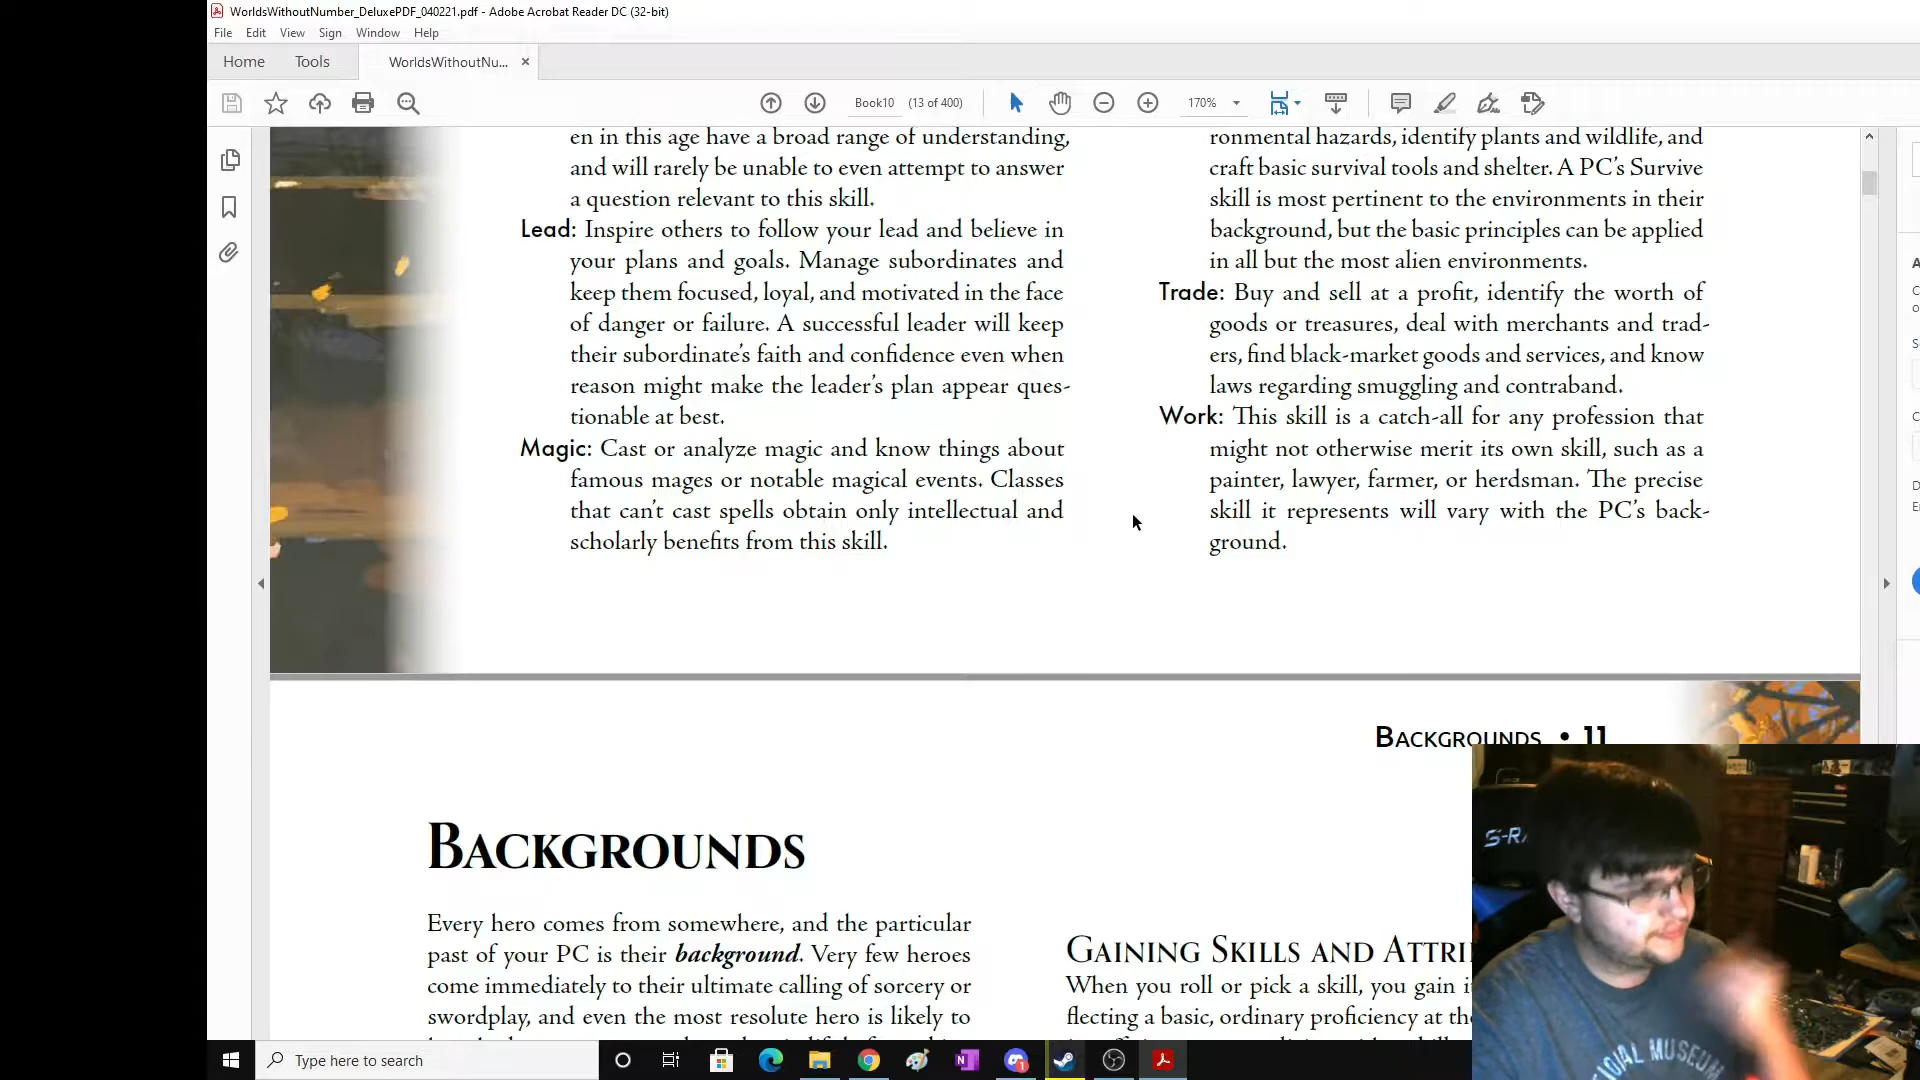 WorldsWithoutNumber_DeluxePDF_040221.pdf - Adobe Acrobat Reader DC (32-bit)
File Edit View Sign Window Help
Home Tools WorldsWithoutNu... ×
Book10 (13 of 400) 170%
en in this age have a broad range of understanding,
and will rarely be unable to even attempt to answer
a question relevant to this skill.
Lead: Inspire others to follow your lead and believe in
your plans and goals. Manage subordinates and
keep them focused, loyal, and motivated in the face
of danger or failure. A successful leader will keep
their subordinate's faith and confidence even when
reason might make the leader's plan appear ques-
tionable at best.
Magic: Cast or analyze magic and know things about
famous mages or notable magical events. Classes
that can't cast spells obtain only intellectual and
scholarly benefits from this skill.
ronmental hazards, identify plants and wildlife, and
craft basic survival tools and shelter. A PC's Survive
skill is most pertinent to the environments in their
background, but the basic principles can be applied
in all but the most alien environments.
Trade: Buy and sell at a profit, identify the worth of
goods or treasures, deal with merchants and trad-
ers, find black-market goods and services, and know
laws regarding smuggling and contraband.
Work: This skill is a catch-all for any profession that
might not otherwise merit its own skill, such as a
painter, lawyer, farmer, or herdsman. The precise
skill it represents will vary with the PC's back-
ground.
Backgrounds • 11
Backgrounds
Every hero comes from somewhere, and the particular
past of your PC is their background. Very few heroes
come immediately to their ultimate calling of sorcery or
swordplay, and even the most resolute hero is likely to
Gaining Skills and Attri
When you roll or pick a skill, you gain i
flecting a basic, ordinary proficiency at the
S-RA
MUSEUM
Type here to search